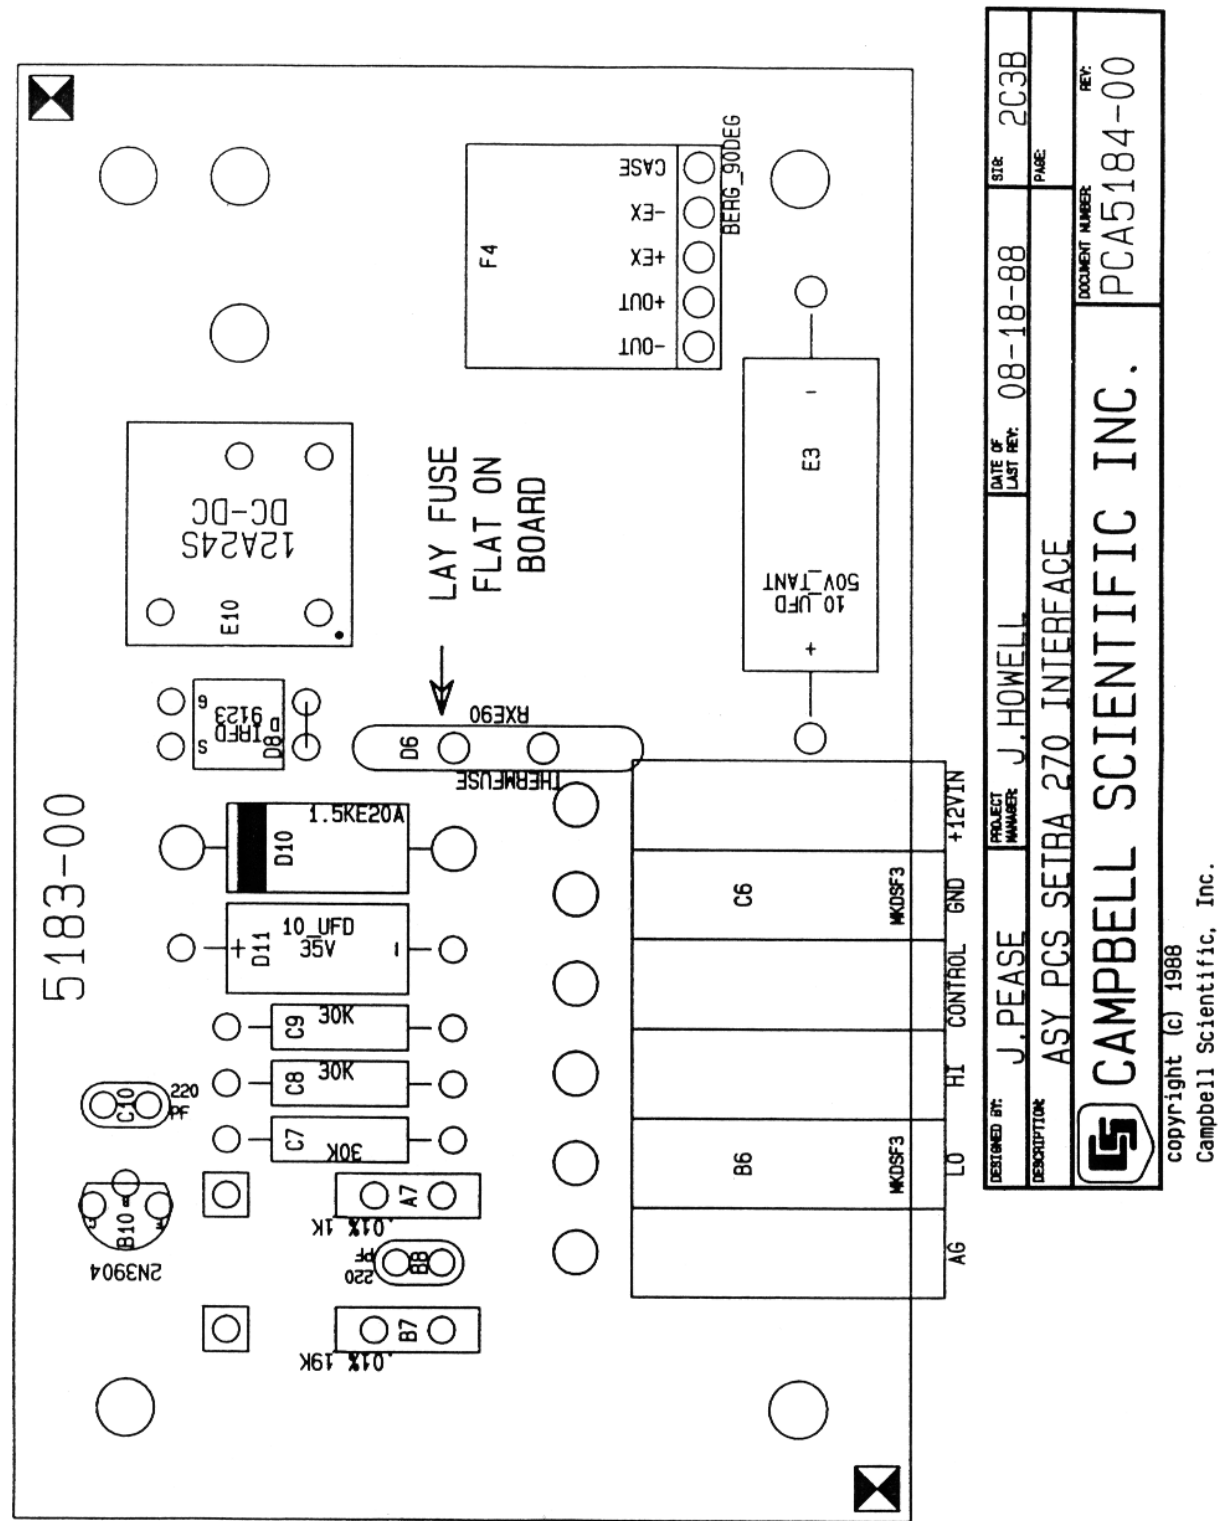 5183-00
CASE
-EX
+EX
+OUT
-OUT
F4
BERG_90DEG
12A24S
DC-DC
E10
LAY FUSE
FLAT ON
BOARD
-
E3
10_UFD
50V_TANT
+
G
S
IRFD
9123
D
D8
RXE90
D6
THERMFUSE
1.5KE20A
D10
10_UFD
35V
+
D11
-
C9
30K
C8
30K
C7
30K
C10
220
PF
B10
2N3904
A7
.01% 1K
220
PF
B8
B7
.01% 19K
C6
MKDSF3
B6
MKDSF3
+12VIN
GND
CONTROL
HI
LO
AG
DESIGNED BY:
J.PEASE
PROJECT
MANAGER:
J.HOWELL
DATE OF
LAST REV:
08-18-88
SIG:
2C3B
DESCRIPTION:
ASY PCS SETRA 270 INTERFACE
PAGE:
CAMPBELL SCIENTIFIC INC.
DOCUMENT NUMBER:
REV:
PCA5184-00
copyright (c) 1988
Campbell Scientific, Inc.